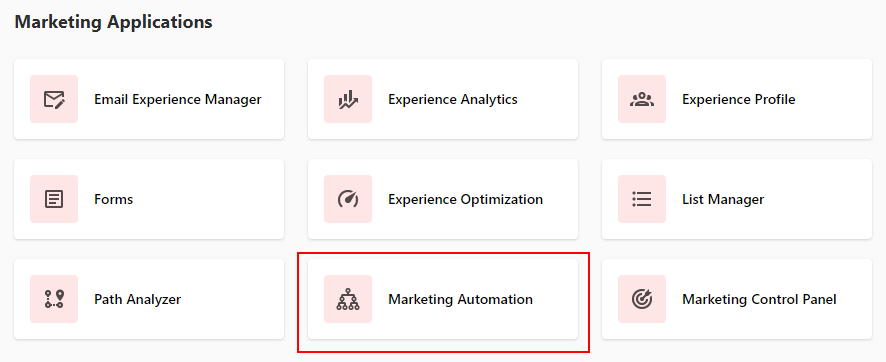 Marketing Applications
Email Experience Manager
Experience Analytics
Experience Profile
Forms
Experience Optimization
List Manager
Path Analyzer
Marketing Automation
Marketing Control Panel